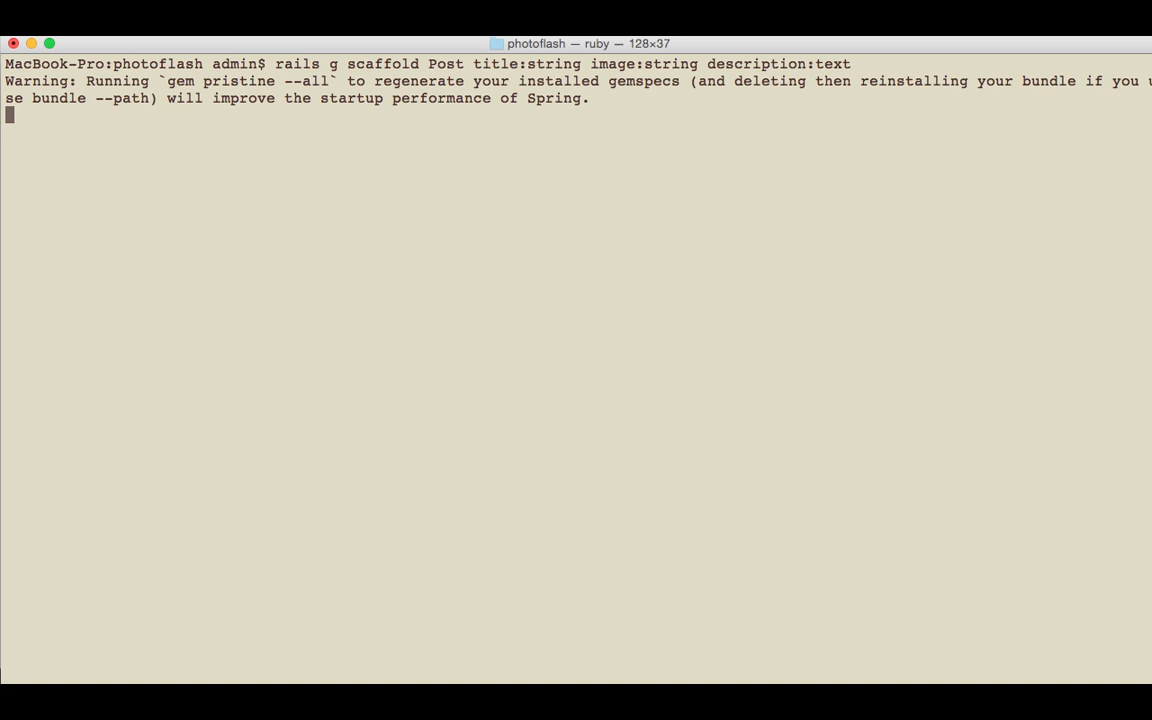 photoflash — ruby — 128×37
MacBook-Pro:photoflash admin$ rails g scaffold Post title:string image:string description:text
Warning: Running `gem pristine --all` to regenerate your installed gemspecs (and deleting then reinstalling your bundle if you u
se bundle --path) will improve the startup performance of Spring.